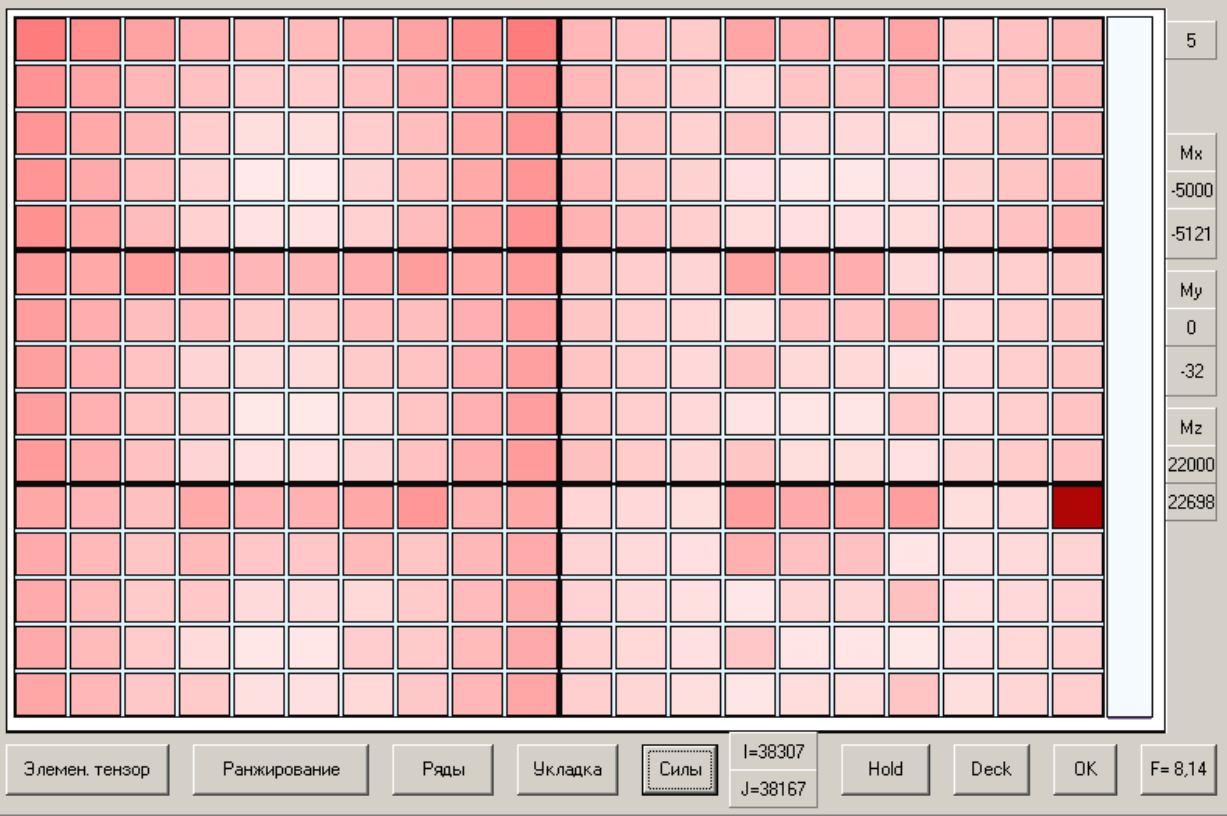 5
Mx
-5000
-5121
My
0
-32
Mz
22000
22698
Элемен. тензор
Ранжирование
Ряды
Укладка
Силы
I=38307
J=38167
Hold
Deck
OK
F= 8,14